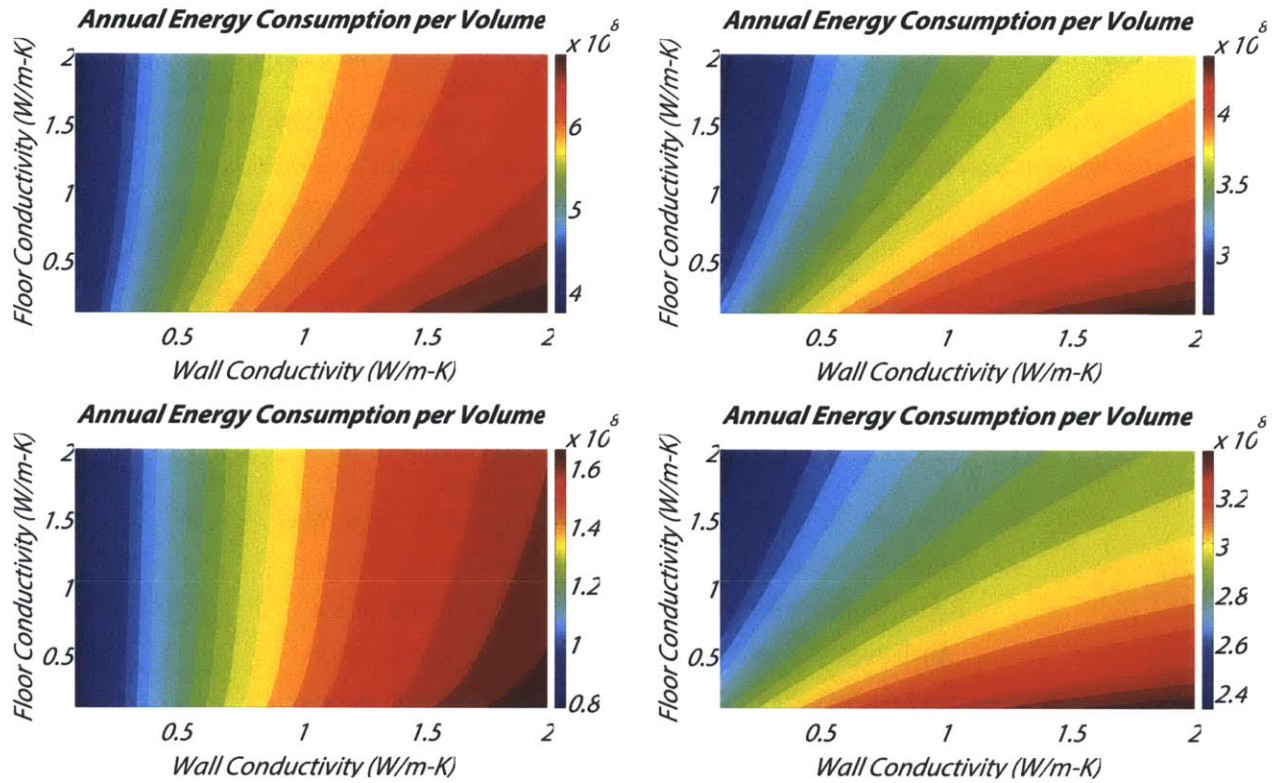 Annual Energy Consumption per Volume
x 10^8
Floor Conductivity (W/m-K)
2
1.5
1
0.5
6
5
4
0.5 1 1.5 2
Wall Conductivity (W/m-K)
Annual Energy Consumption per Volume
x 10^8
Floor Conductivity (W/m-K)
2
1.5
1
0.5
4
3.5
3
0.5 1 1.5 2
Wall Conductivity (W/m-K)
Annual Energy Consumption per Volume
x 10^8
Floor Conductivity (W/m-K)
2
1.5
1
0.5
1.6
1.4
1.2
1
0.8
0.5 1 1.5 2
Wall Conductivity (W/m-K)
Annual Energy Consumption per Volume
x 10^8
Floor Conductivity (W/m-K)
2
1.5
1
0.5
3.2
3
2.8
2.6
2.4
0.5 1 1.5 2
Wall Conductivity (W/m-K)